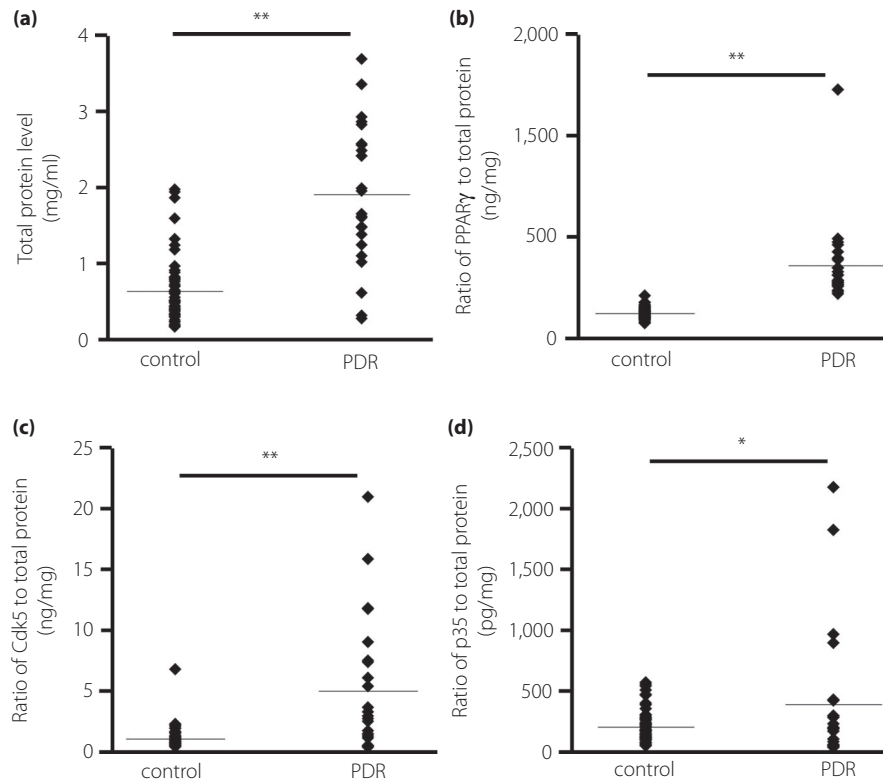 (a)
**
4
3
2
1
0
Total protein level
(mg/ml)
control
PDR
(b)
**
2,000
1,500
500
0
Ratio of PPARγ to total protein
(ng/mg)
control
PDR
(c)
**
25
20
15
10
5
0
Ratio of Cdk5 to total protein
(ng/mg)
control
PDR
(d)
*
2,500
2,000
1,500
1,000
500
0
Ratio of p35 to total protein
(pg/mg)
control
PDR